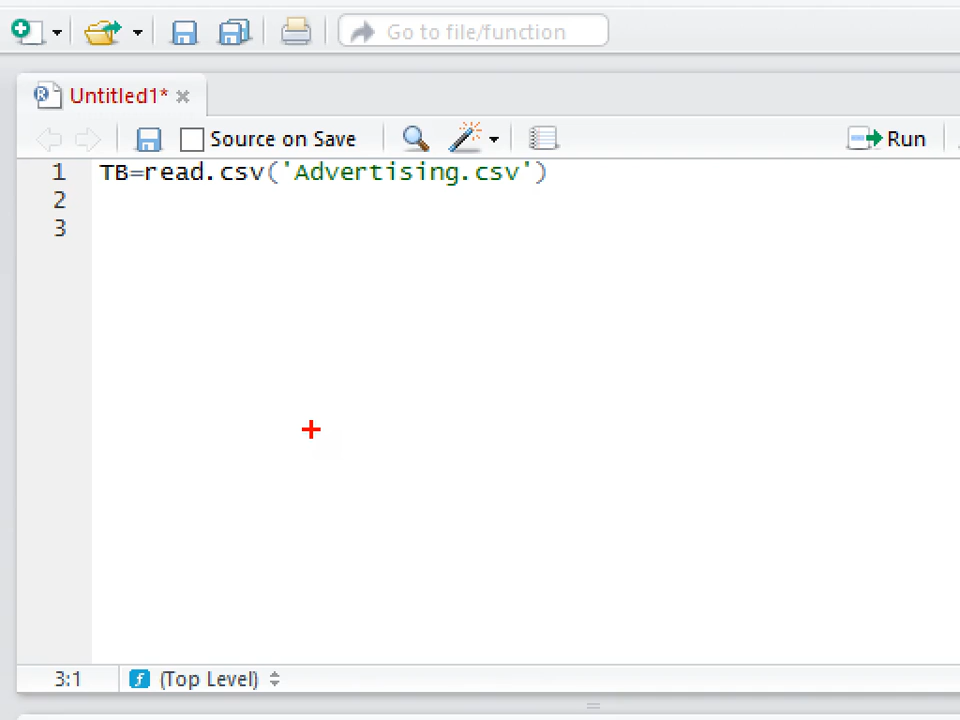 Go to file/function
Untitled1*
Source on Save
Run
1 TB=read.csv('Advertising.csv')
2
3
3:1 (Top Level)